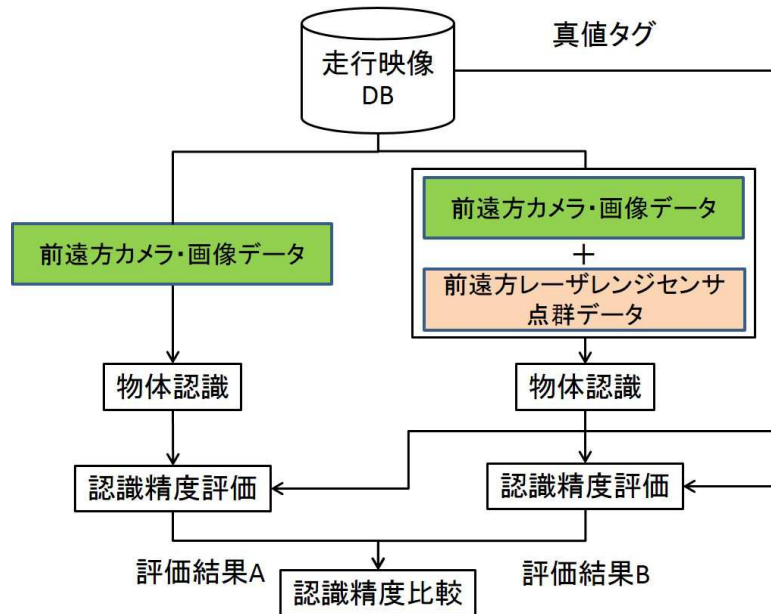 走行映像
DB
真値タグ
前遠方カメラ・画像データ
前遠方カメラ・画像データ
＋
前遠方レーザレンジセンサ
点群データ
物体認識
物体認識
認識精度評価
認識精度評価
評価結果A
評価結果B
認識精度比較